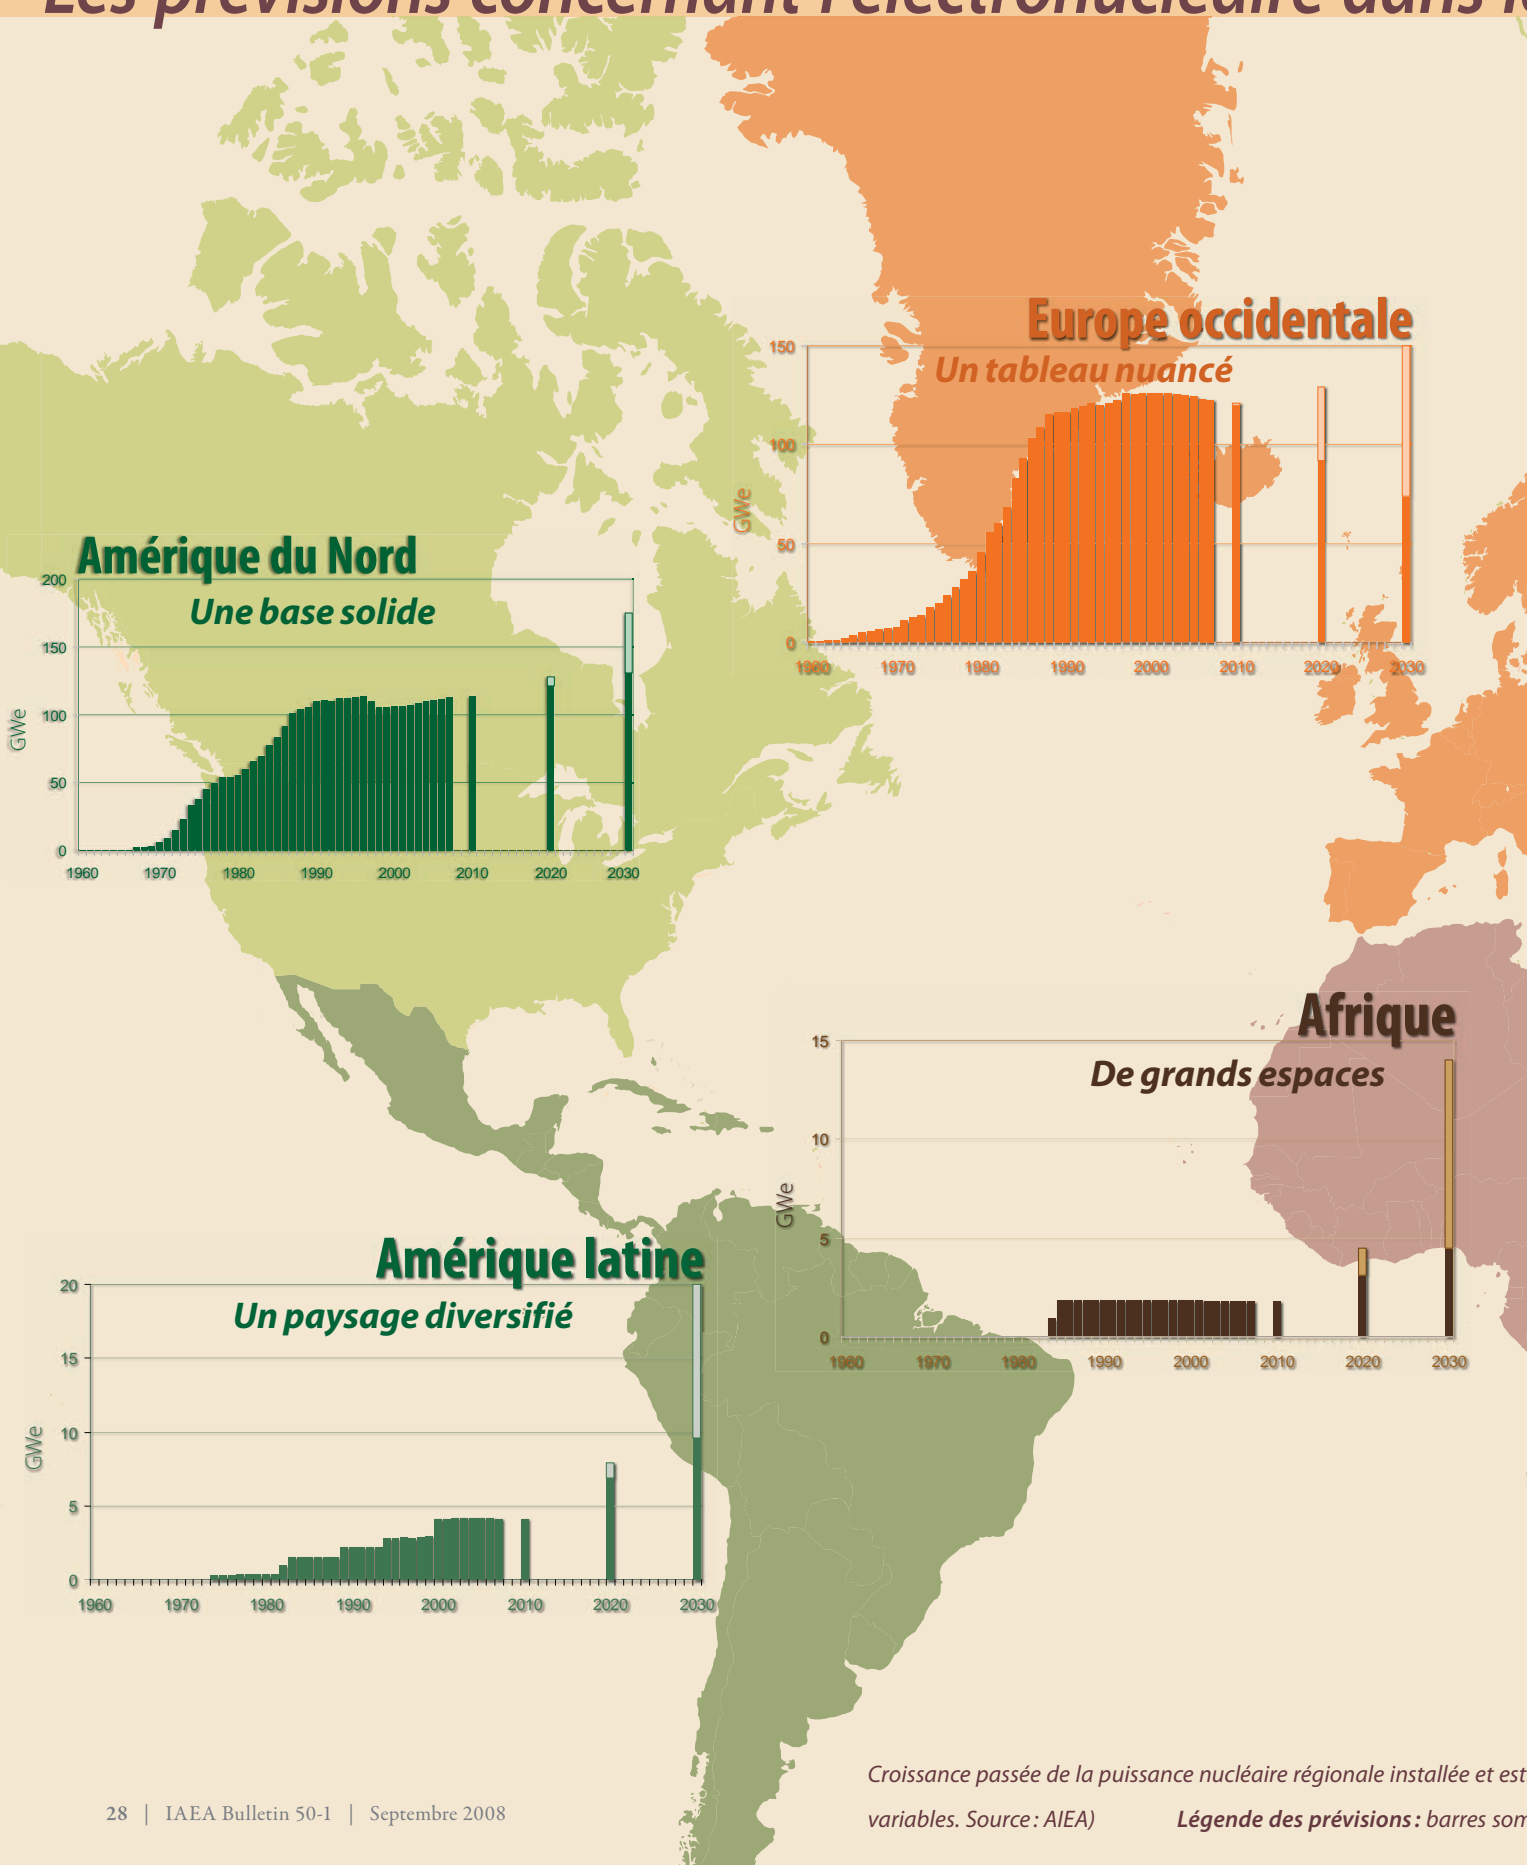 Les prévisions concernant l'électronucléaire dans
Europe occidentale
Un tableau nuancé
150
100
50
0
GWe
1960 1970 1980 1990 2000 2010 2020 2030
Amérique du Nord
Une base solide
200
150
100
50
0
GWe
1960 1970 1980 1990 2000 2010 2020 2030
Afrique
De grands espaces
15
10
5
0
GWe
1960 1970 1980 1990 2000 2010 2020 2030
Amérique latine
Un paysage diversifié
20
15
10
5
0
GWe
1960 1970 1980 1990 2000 2010 2020 2030
Croissance passée de la puissance nucléaire régionale installée et est
variables. Source : AIEA) Légende des prévisions : barres som
28 | IAEA Bulletin 50-1 | Septembre 2008